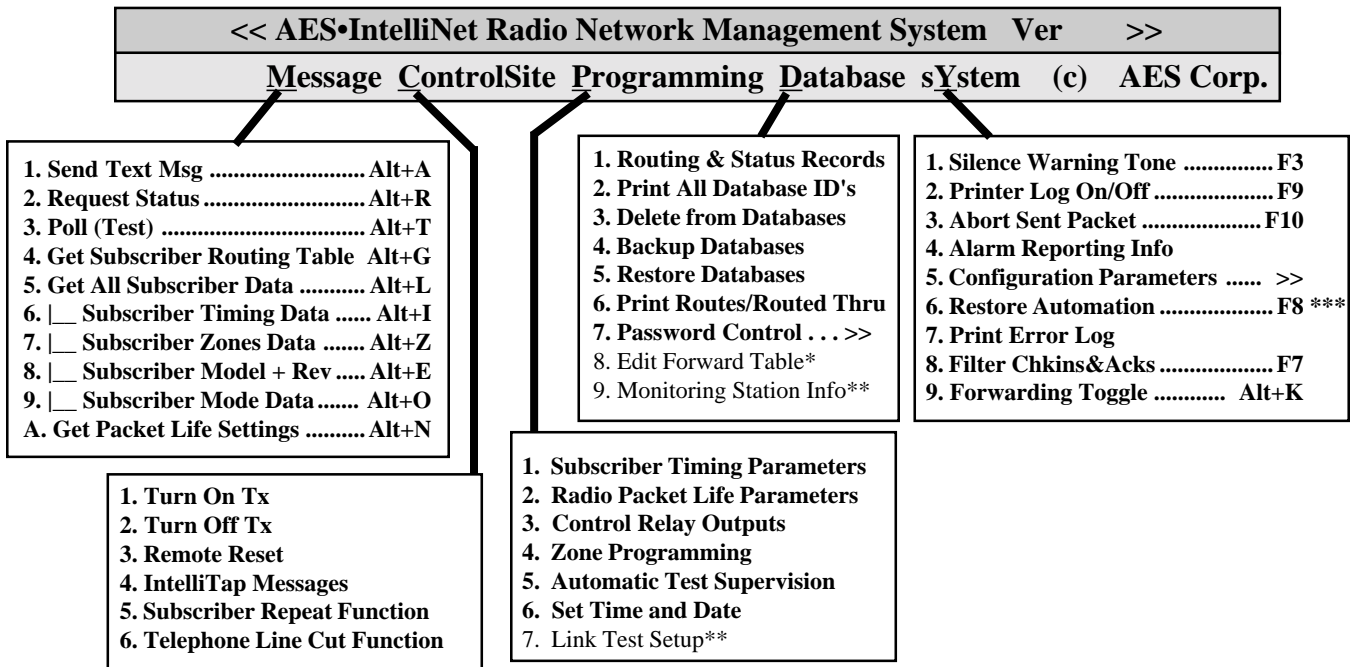 << AES•IntelliNet Radio Network Management System Ver >>
Message ControlSite Programming Database sYstem (c) AES Corp.
1. Send Text Msg ............................ Alt+A
2. Request Status ............................. Alt+R
3. Poll (Test) ..................................... Alt+T
4. Get Subscriber Routing Table Alt+G
5. Get All Subscriber Data ............. Alt+L
6. |__ Subscriber Timing Data ...... Alt+I
7. |__ Subscriber Zones Data ....... Alt+Z
8. |__ Subscriber Model + Rev ..... Alt+E
9. |__ Subscriber Mode Data ....... Alt+O
A. Get Packet Life Settings .......... Alt+N
1. Turn On Tx
2. Turn Off Tx
3. Remote Reset
4. IntelliTap Messages
5. Subscriber Repeat Function
6. Telephone Line Cut Function
1. Subscriber Timing Parameters
2. Radio Packet Life Parameters
3. Control Relay Outputs
4. Zone Programming
5. Automatic Test Supervision
6. Set Time and Date
7. Link Test Setup**
1. Routing & Status Records
2. Print All Database ID's
3. Delete from Databases
4. Backup Databases
5. Restore Databases
6. Print Routes/Routed Thru
7. Password Control . . . >>
8. Edit Forward Table*
9. Monitoring Station Info**
1. Silence Warning Tone ............... F3
2. Printer Log On/Off .................... F9
3. Abort Sent Packet ..................... F10
4. Alarm Reporting Info
5. Configuration Parameters ...... >>
6. Restore Automation .................... F8 ***
7. Print Error Log
8. Filter Chkins&Acks .................... F7
9. Forwarding Toggle ............ Alt+K